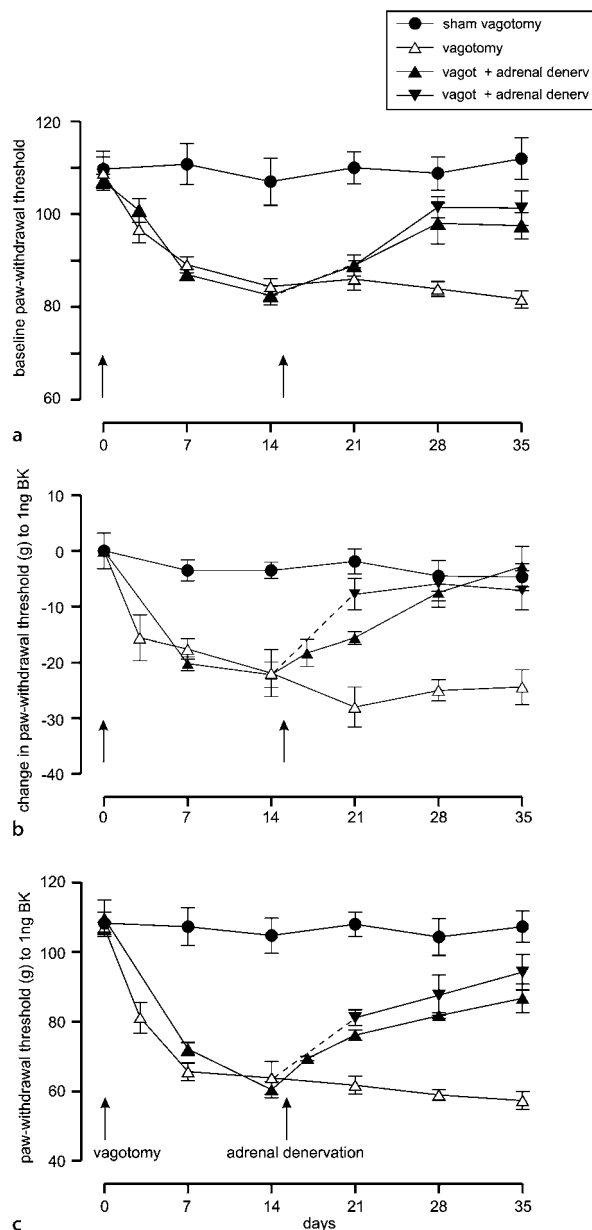 sham vagotomy
vagotomy
vagot + adrenal denerv
vagot + adrenal denerv
120
100
80
60
baseline paw-withdrawal threshold
0 7 14 21 28 35
a
10
0
-10
-20
-30
-40
change in paw-withdrawal threshold (g) to 1ng BK
0 7 14 21 28 35
b
120
100
80
60
40
paw-withdrawal threshold (g) to 1ng BK
vagotomy adrenal denervation
0 7 14 21 28 35
days
c